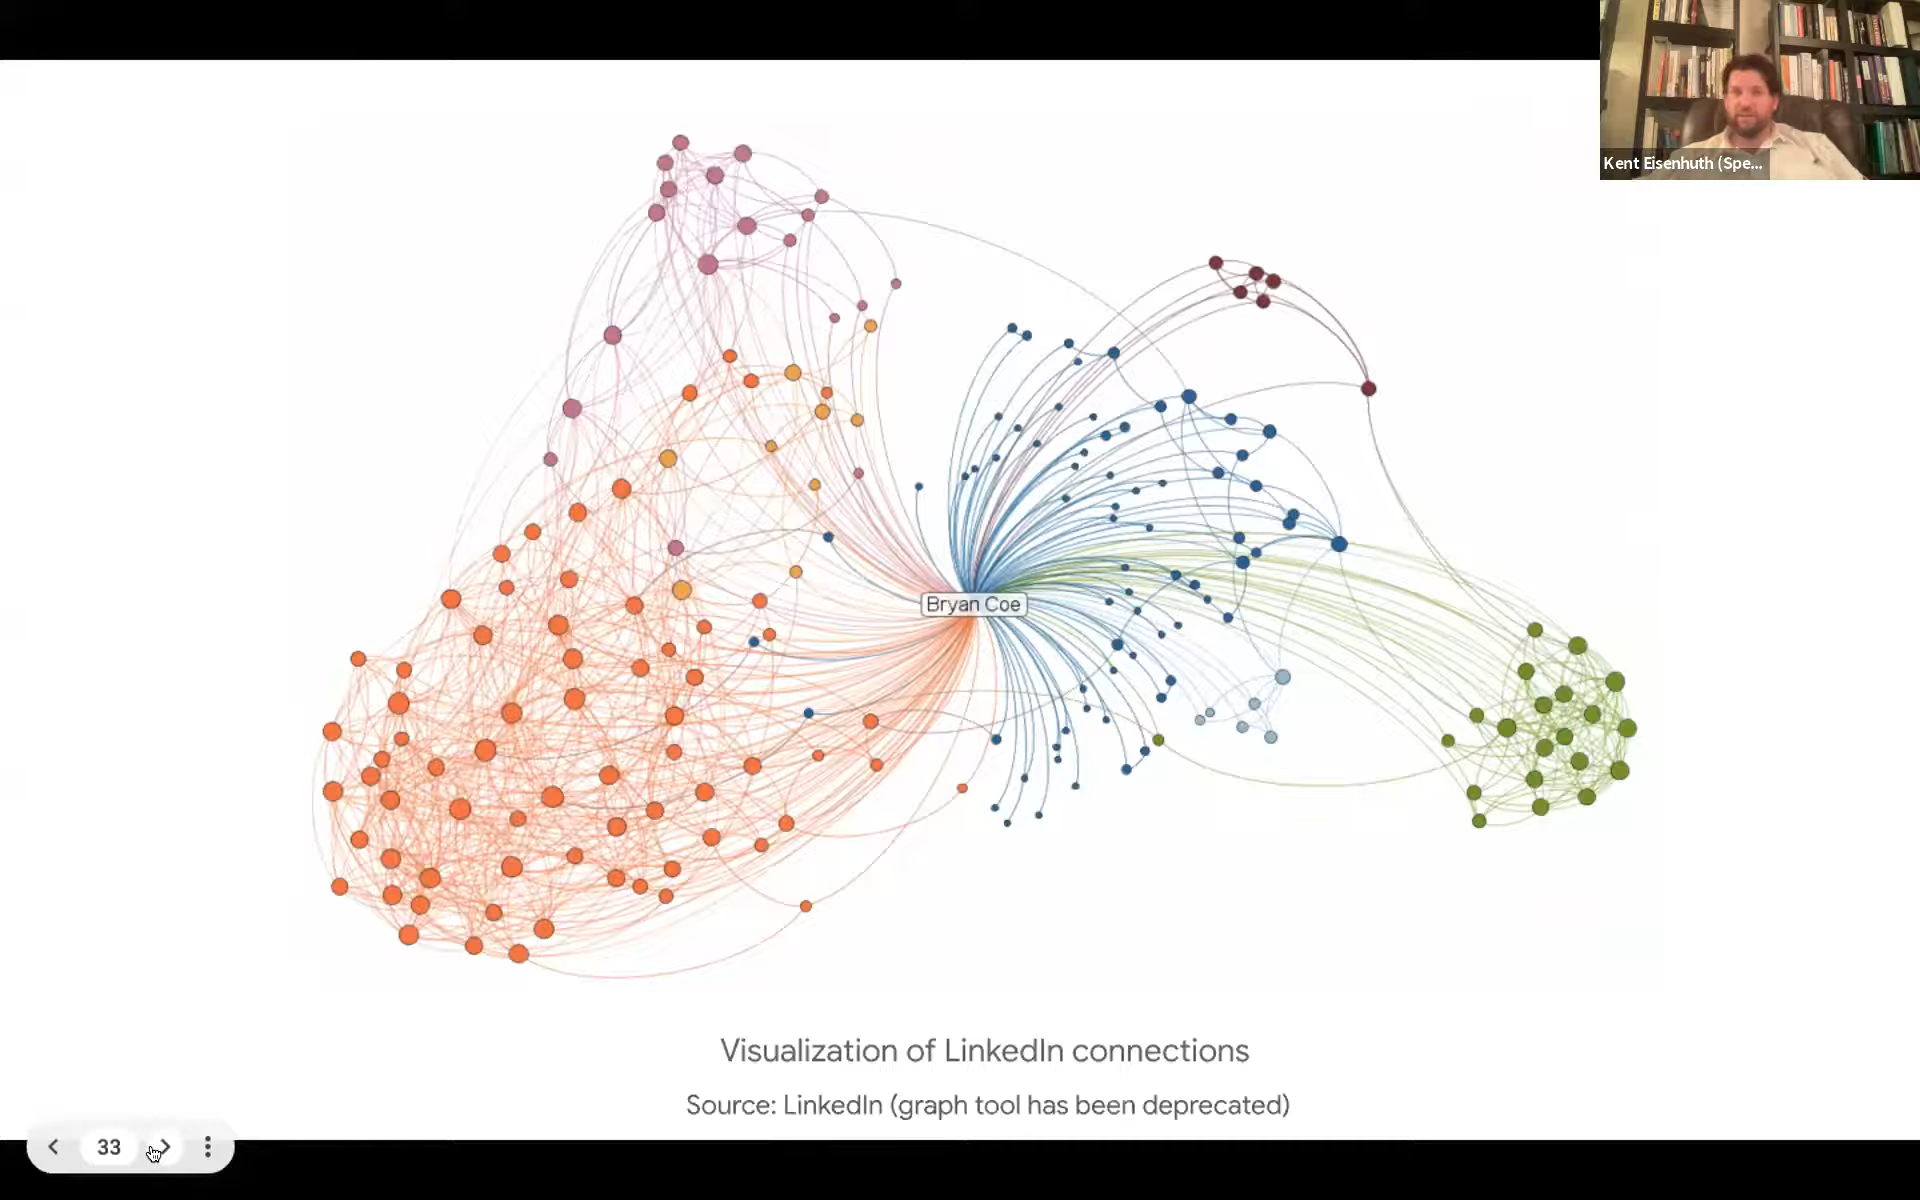 Kent Eisenhuth (Spe...
Bryan Coe
Visualization of LinkedIn connections
Source: LinkedIn (graph tool has been deprecated)
33